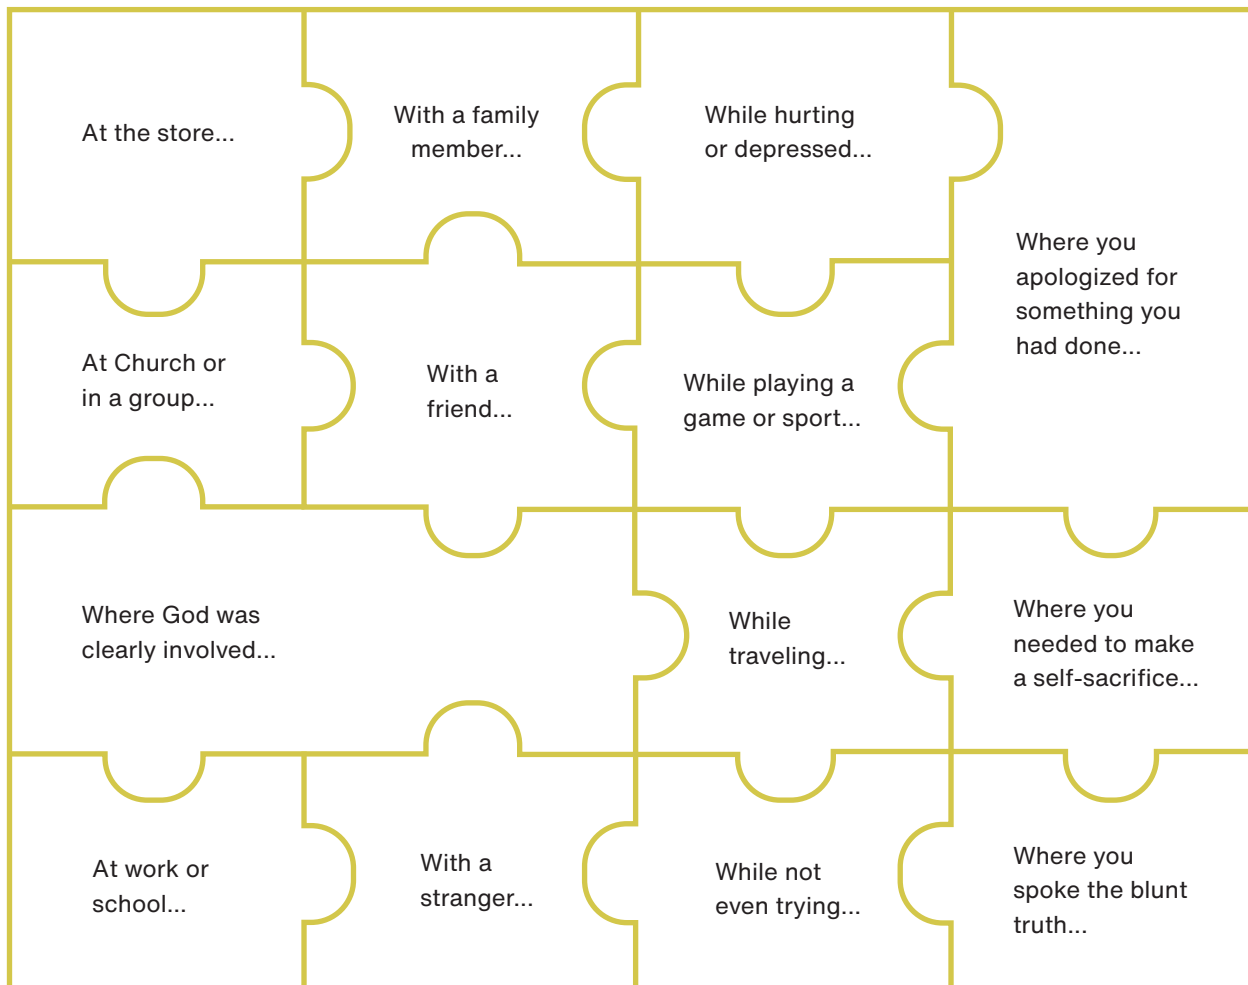 At the store...
With a family
member...
While hurting
or depressed...
Where you
apologized for
something you
had done...
At Church or
in a group...
With a
friend...
While playing a
game or sport...
Where God was
clearly involved...
While
traveling...
Where you
needed to make
a self-sacrifice...
At work or
school...
With a
stranger...
While not
even trying...
Where you
spoke the blunt
truth...